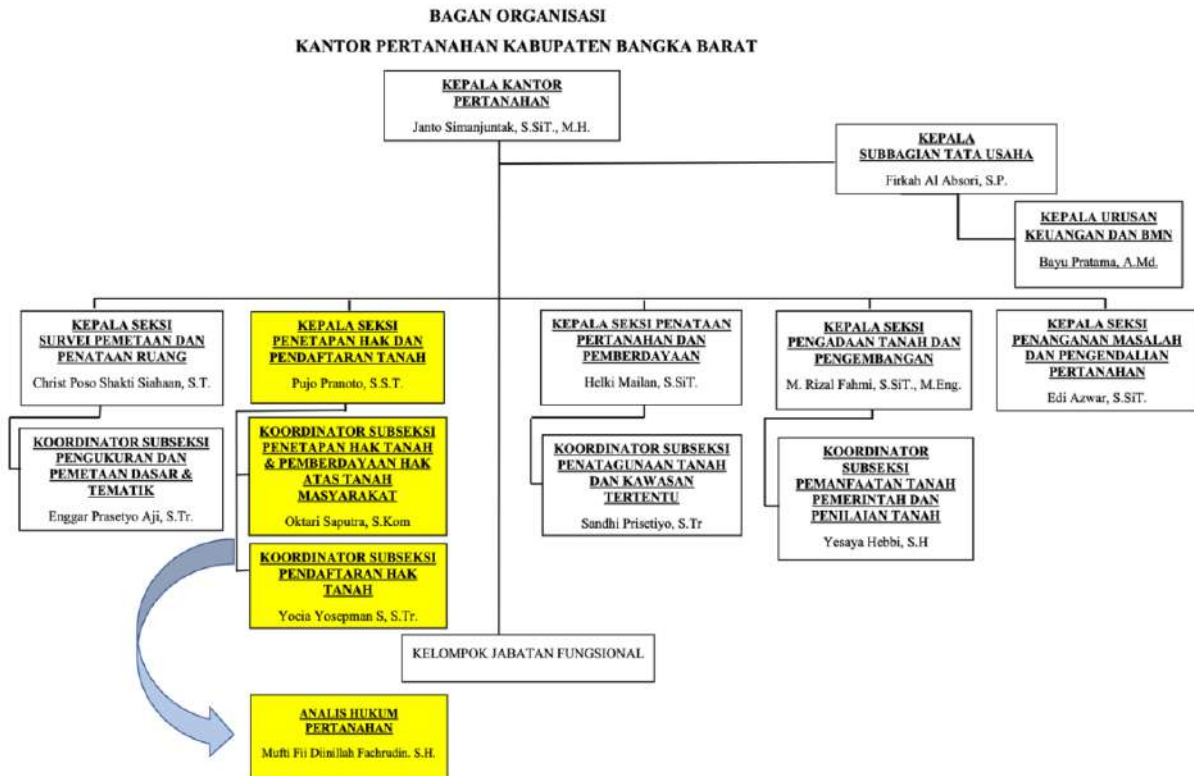 BAGAN ORGANISASI
KANTOR PERTANAHAN KABUPATEN BANGKA BARAT
KEPALA KANTOR
PERTANAHAN
Janto Simanjuntak, S.SiT., M.H.
KEPALA
SUBBAGIAN TATA USAHA
Firkah Al Absori, S.P.
KEPALA URUSAN
KEUANGAN DAN BMN
Bayu Pratama, A.Md.
KEPALA SEKSI
SURVEI PEMETAAN DAN
PENATAAN RUANG
Christ Poso Shakti Siahaan, S.T.
KEPALA SEKSI
PENETAPAN HAK DAN
PENDAFTARAN TANAH
Pujo Pranoto, S.S.T.
KEPALA SEKSI PENATAAN
PERTANAHAN DAN
PEMBERDAYAAN
Helki Mailan, S.SiT.
KEPALA SEKSI
PENGADAAN TANAH DAN
PENGEMBANGAN
M. Rizal Fahmi, S.SiT., M.Eng.
KEPALA SEKSI
PENANGANAN MASALAH
DAN PENGENDALIAN
PERTANAHAN
Edi Azwar, S.SiT.
KOORDINATOR SUBSEKSI
PENGUKURAN DAN
PEMETAAN DASAR &
TEMATIK
Enggar Prasetyo Aji, S.Tr.
KOORDINATOR SUBSEKSI
PENETAPAN HAK TANAH
& PEMBERDAYAAN HAK
ATAS TANAH
MASYARAKAT
Oktari Saputra, S.Kom
KOORDINATOR SUBSEKSI
PENATAGUNAAN TANAH
DAN KAWASAN
TERTENTU
Sandhi Prisetiyo, S.Tr
KOORDINATOR
SUBSEKSI
PEMANFAATAN TANAH
PEMERINTAH DAN
PENILAIAN TANAH
Yesaya Hebbi, S.H
KOORDINATOR SUBSEKSI
PENDAFTARAN HAK
TANAH
Yocia Yosepman S, S.Tr.
KELOMPOK JABATAN FUNGSIONAL
ANALIS HUKUM
PERTANAHAN
Mufti Fii Diinillah Fachrudin. S.H.